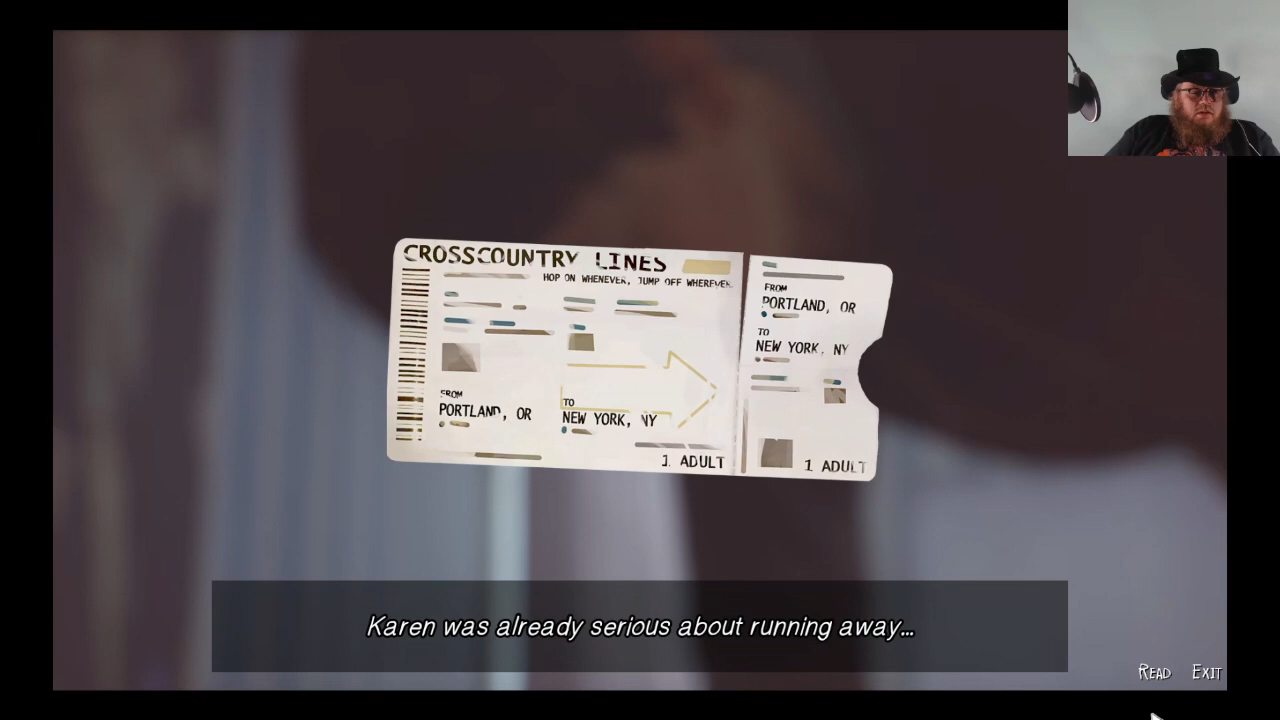 CROSSCOUNTRY LINES
HOP ON WHENEVER, JUMP OFF WHEREVER.
FROM
PORTLAND, OR
TO
NEW YORK, NY
1 ADULT
FROM
PORTLAND, OR
TO
NEW YORK, NY
1 ADULT
Karen was already serious about running away...
READ EXIT